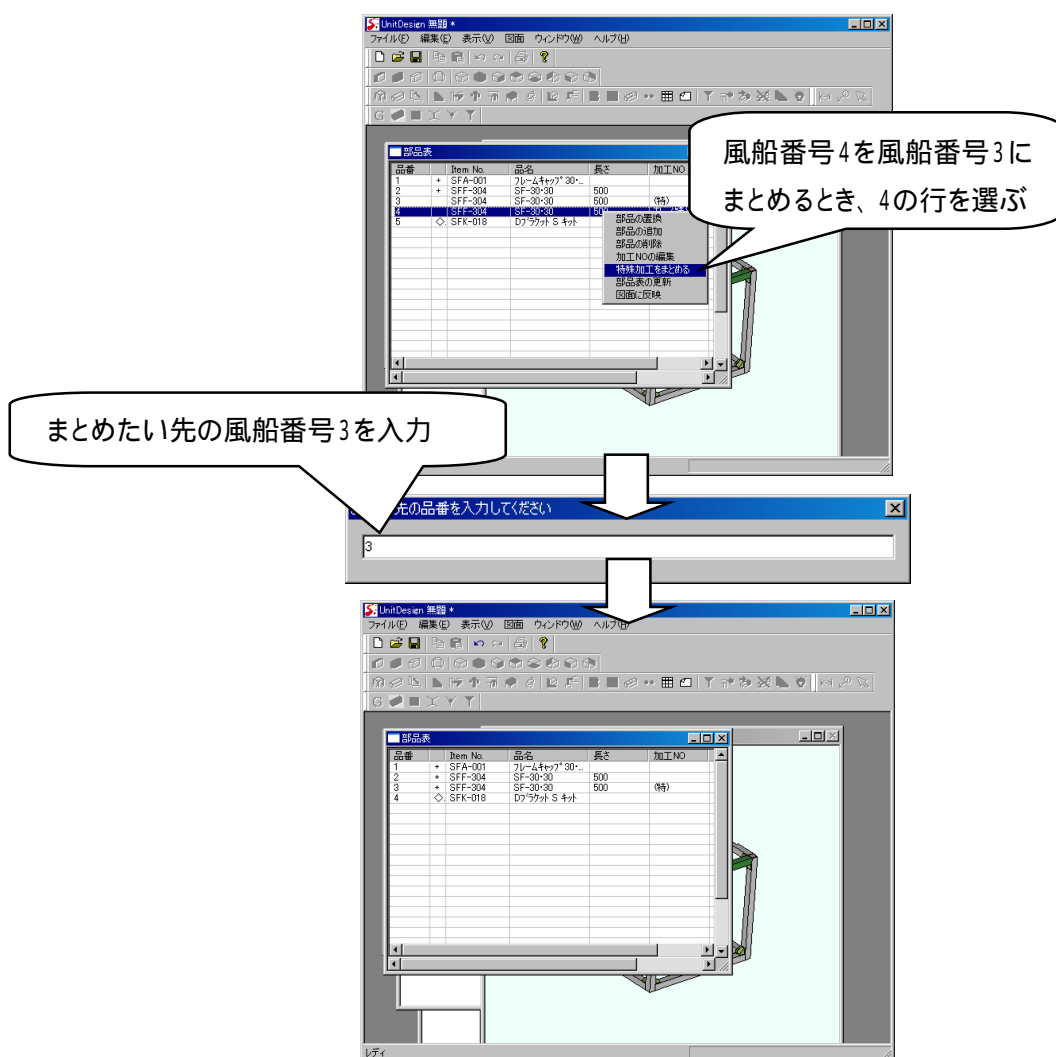 UnitDesign 無題 *
ファイル(F) 編集(E) 表示(V) 図面 ウィンドウ(W) ヘルプ(H)
風船番号4を風船番号3に
まとめるとき、4の行を選ぶ
部品表
品番 Item No. 品名 長さ 加工NO
1 + SFA-001 フレームキャップ30・...
2 + SFF-304 SF-30・30 500
3 SFF-304 SF-30・30 500 (特)
4 SFF-304 SF-30・30 500
5 ◇. SFK-018 Dブラケット S キット
部品の置換
部品の追加
部品の削除
加工NOの編集
特殊加工をまとめる
部品表の更新
図面に反映
まとめたい先の風船番号3を入力
先の品番を入力してください
3
UnitDesign 無題 *
ファイル(F) 編集(E) 表示(V) 図面 ウィンドウ(W) ヘルプ(H)
部品表
品番 Item No. 品名 長さ 加工NO
1 + SFA-001 フレームキャップ30・...
2 + SFF-304 SF-30・30 500
3 + SFF-304 SF-30・30 500 (特)
4 ◇. SFK-018 Dブラケット S キット
レディ